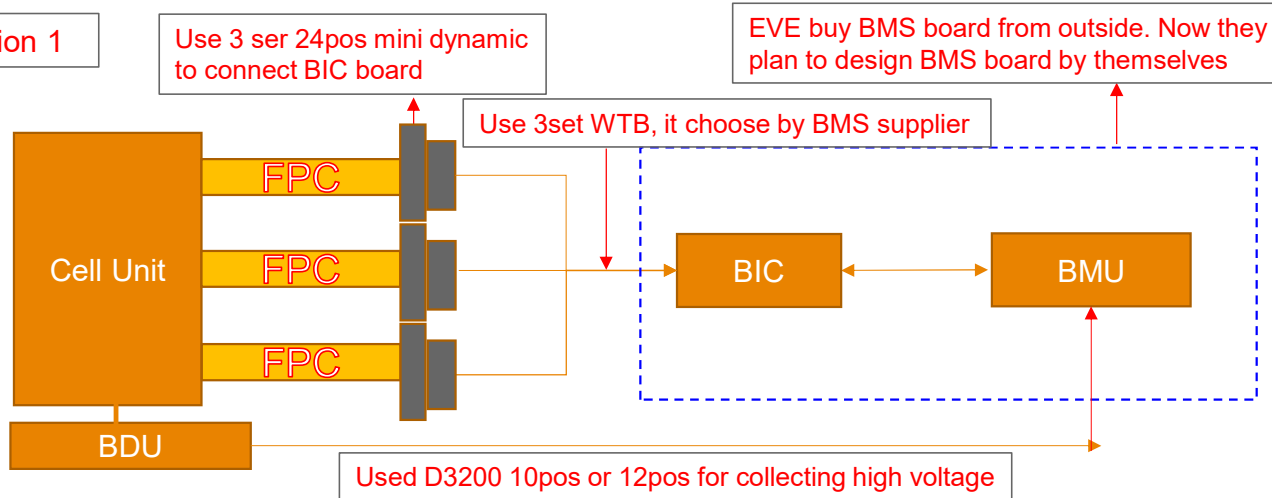 ion 1
Use 3 ser 24pos mini dynamic
to connect BIC board
EVE buy BMS board from outside. Now they
plan to design BMS board by themselves
Use 3set WTB, it choose by BMS supplier
FPC
Cell Unit
FPC
BIC
BMU
FPC
BDU
Used D3200 10pos or 12pos for collecting high voltage